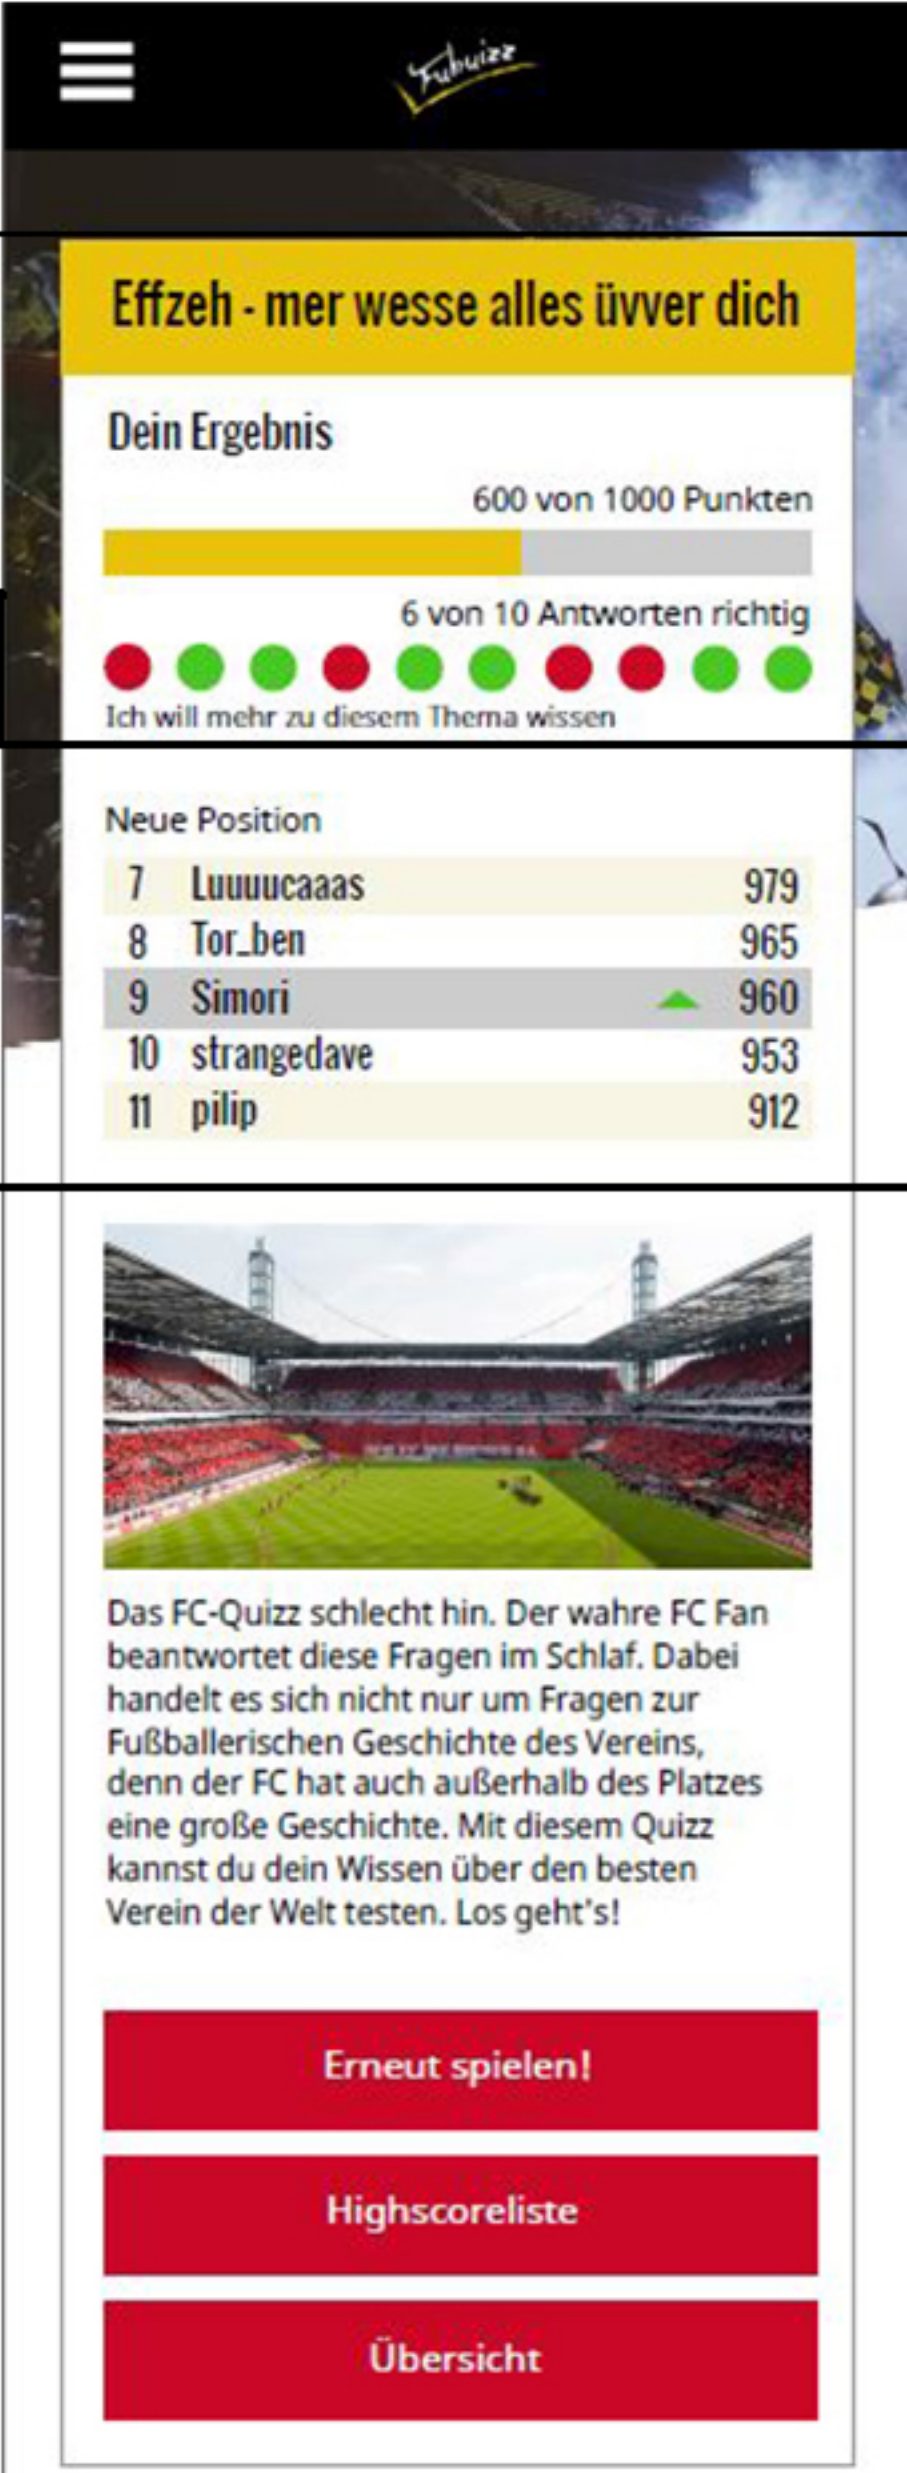 Fubuizz
Effzeh - mer wesse alles üvver dich
Dein Ergebnis
600 von 1000 Punkten
6 von 10 Antworten richtig
Ich will mehr zu diesem Thema wissen
Neue Position
7 Luuuucaaas 979
8 Tor_ben 965
9 Simori 960
10 strangedave 953
11 pilip 912
Das FC-Quizz schlecht hin. Der wahre FC Fan
beantwortet diese Fragen im Schlaf. Dabei
handelt es sich nicht nur um Fragen zur
Fußballerischen Geschichte des Vereins,
denn der FC hat auch außerhalb des Platzes
eine große Geschichte. Mit diesem Quizz
kannst du dein Wissen über den besten
Verein der Welt testen. Los geht's!
Erneut spielen!
Highscoreliste
Übersicht